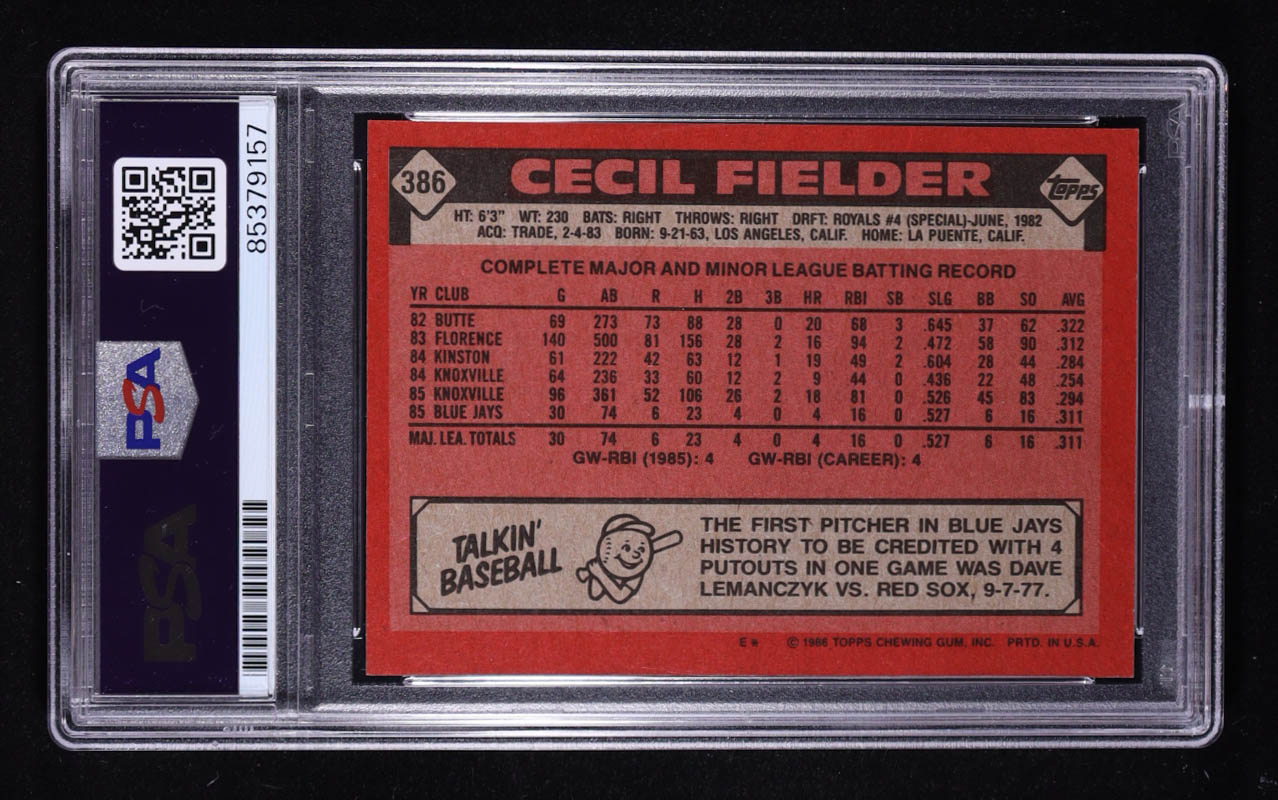 85379157
PSA
PSA
PSA
386
CECIL FIELDER
TOPPS
HT: 6'3" WT: 230 BATS: RIGHT THROWS: RIGHT DRFT: ROYALS #4 (SPECIAL)-JUNE, 1982
ACQ: TRADE, 2-4-83 BORN: 9-21-63, LOS ANGELES, CALIF. HOME: LA PUENTE, CALIF.
COMPLETE MAJOR AND MINOR LEAGUE BATTING RECORD
YR CLUB G AB R H 2B 3B HR RBI SB SLG BB SO AVG
82 BUTTE 69 273 73 88 28 0 20 68 3 .645 37 62 .322
83 FLORENCE 140 500 81 156 28 2 16 94 2 .472 58 90 .312
84 KINSTON 61 222 42 63 12 1 19 49 2 .604 28 44 .284
84 KNOXVILLE 64 236 33 60 12 2 9 44 0 .436 22 48 .254
85 KNOXVILLE 96 361 52 106 26 2 18 81 0 .526 45 83 .294
85 BLUE JAYS 30 74 6 23 4 0 4 16 0 .527 6 16 .311
MAJ. LEA. TOTALS 30 74 6 23 4 0 4 16 0 .527 6 16 .311
GW-RBI (1985): 4 GW-RBI (CAREER): 4
TALKIN'
BASEBALL
THE FIRST PITCHER IN BLUE JAYS
HISTORY TO BE CREDITED WITH 4
PUTOUTS IN ONE GAME WAS DAVE
LEMANCZYK VS. RED SOX, 9-7-77.
E* © 1986 TOPPS CHEWING GUM, INC. PRTD. IN U.S.A.